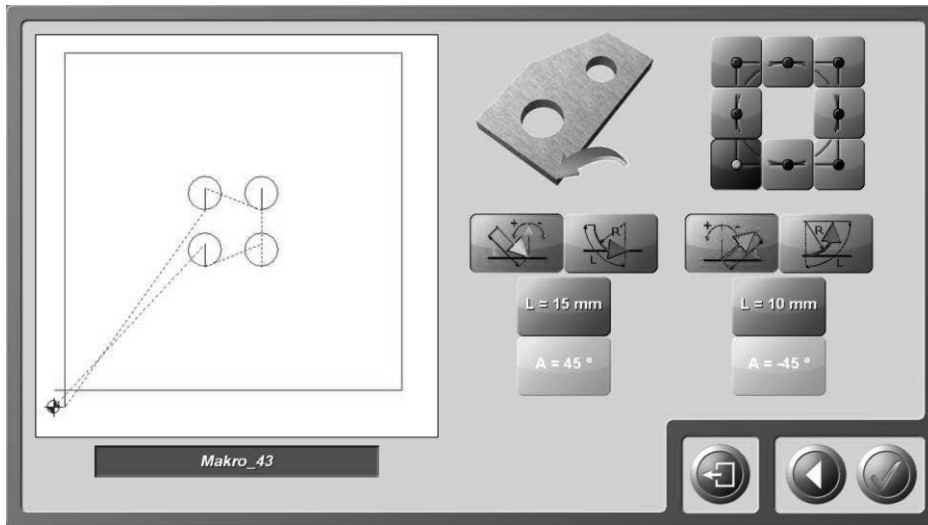 + -
R
L
+ -
R
L
L = 15 mm
L = 10 mm
A = 45 °
A = -45 °
Makro_43